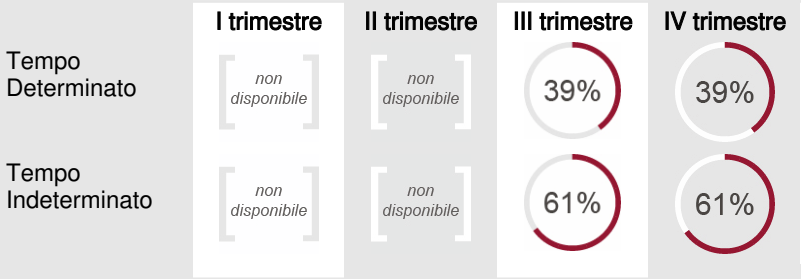 I trimestre II trimestre III trimestre IV trimestre
Tempo
Determinato
non
disponibile
non
disponibile
39%
39%
Tempo
Indeterminato
non
disponibile
non
disponibile
61%
61%